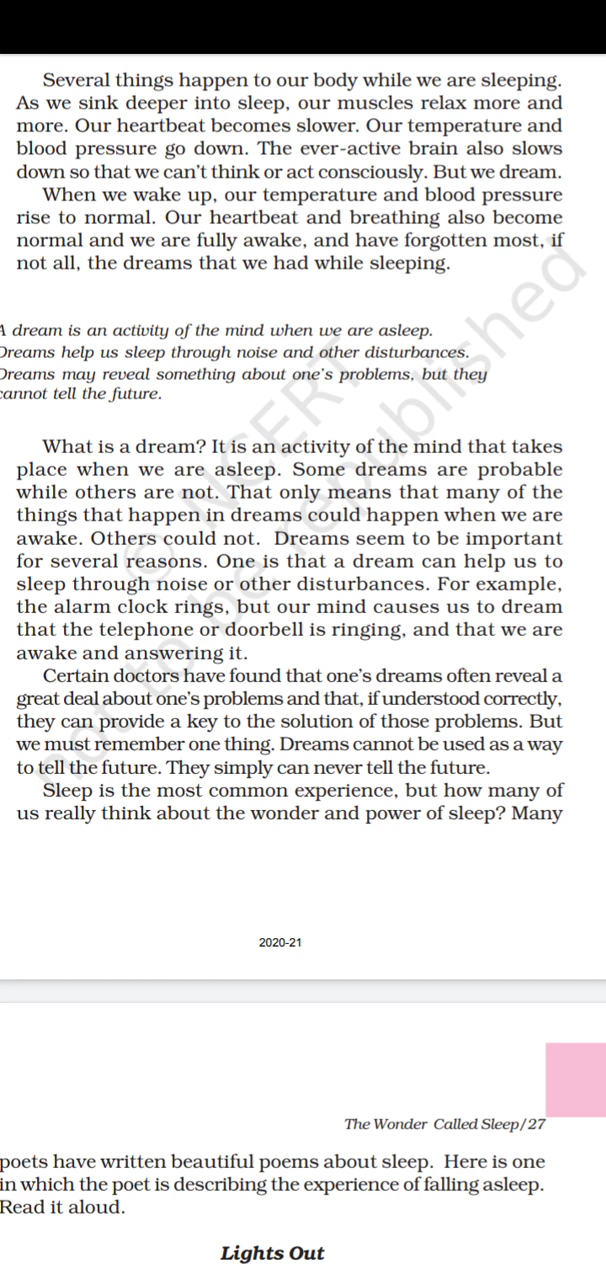 Several things happen to our body while we are sleeping.
As we sink deeper into sleep, our muscles relax more and
more. Our heartbeat becomes slower. Our temperature and
blood pressure go down. The ever-active brain also slows
down so that we can't think or act consciously. But we dream.
When we wake up, our temperature and blood pressure
rise to normal. Our heartbeat and breathing also become
normal and we are fully awake, and have forgotten most, if
not all, the dreams that we had while sleeping.
A dream is an activity of the mind when we are asleep.
Dreams help us sleep through noise and other disturbances.
Dreams may reveal something about one's problems, but they
cannot tell the future.
What is a dream? It is an activity of the mind that takes
place when we are asleep. Some dreams are probable
while others are not. That only means that many of the
things that happen in dreams could happen when we are
awake. Others could not. Dreams seem to be important
for several reasons. One is that a dream can help us to
sleep through noise or other disturbances. For example,
the alarm clock rings, but our mind causes us to dream
that the telephone or doorbell is ringing, and that we are
awake and answering it.
Certain doctors have found that one's dreams often reveal a
great deal about one's problems and that, if understood correctly,
they can provide a key to the solution of those problems. But
we must remember one thing. Dreams cannot be used as a way
to tell the future. They simply can never tell the future.
Sleep is the most common experience, but how many of
us really think about the wonder and power of sleep? Many
© NCERT
not to be republished
2020-21
The Wonder Called Sleep/27
poets have written beautiful poems about sleep. Here is one
in which the poet is describing the experience of falling asleep.
Read it aloud.
Lights Out